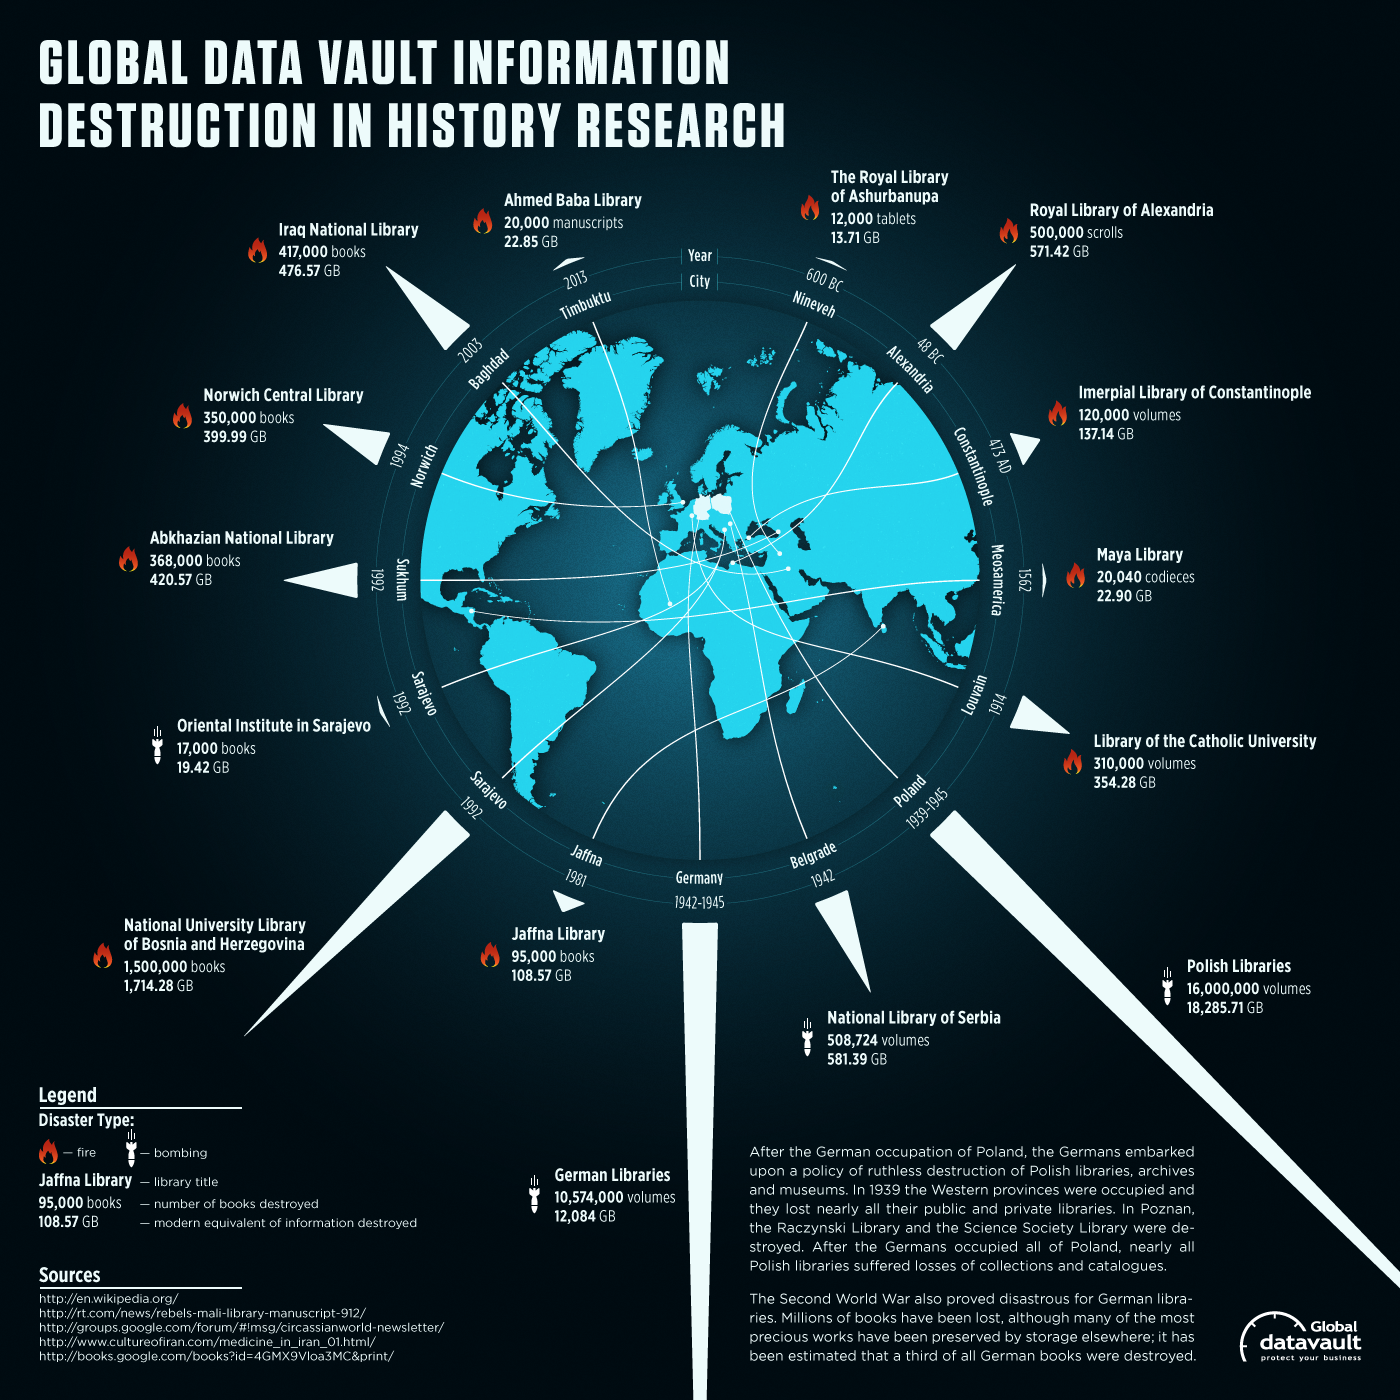 GLOBAL DATA VAULT INFORMATION
DESTRUCTION IN HISTORY RESEARCH
The Royal Library
of Ashurbanupa
12,000 tablets
13.71 GB
Ahmed Baba Library
20,000 manuscripts
22.85 GB
Royal Library of Alexandria
500,000 scrolls
571.42 GB
Iraq National Library
417,000 books
476.57 GB
Year
City
2013
Timbuktu
600 BC
Nineveh
2003
Baghdad
48 BC
Alexandria
Norwich Central Library
350,000 books
399.99 GB
1994
Norwich
Imerpial Library of Constantinople
120,000 volumes
137.14 GB
473 AD
Constantinople
Abkhazian National Library
368,000 books
420.57 GB
1992
Sukhum
Meosamerica
1562
Maya Library
20,040 codieces
22.90 GB
Oriental Institute in Sarajevo
17,000 books
19.42 GB
1992
Sarajevo
Louvain
1914
Library of the Catholic University
310,000 volumes
354.28 GB
Sarajevo
1992
Poland
1939-1945
Jaffna
1981
Germany
1942-1945
Belgrade
1942
National University Library
of Bosnia and Herzegovina
1,500,000 books
1,714.28 GB
Jaffna Library
95,000 books
108.57 GB
Polish Libraries
16,000,000 volumes
18,285.71 GB
National Library of Serbia
508,724 volumes
581.39 GB
German Libraries
10,574,000 volumes
12,084 GB
Legend
Disaster Type:
— fire
— bombing
Jaffna Library — library title
95,000 books — number of books destroyed
108.57 GB — modern equivalent of information destroyed
Sources
http://en.wikipedia.org/
http://rt.com/news/rebels-mali-library-manuscript-912/
http://groups.google.com/forum/#!msg/circassianworld-newsletter/
http://www.cultureofiran.com/medicine_in_iran_01.html/
http://books.google.com/books?id=4GMX9VIoa3MC&print/
After the German occupation of Poland, the Germans embarked
upon a policy of ruthless destruction of Polish libraries, archives
and museums. In 1939 the Western provinces were occupied and
they lost nearly all their public and private libraries. In Poznan,
the Raczynski Library and the Science Society Library were de-
stroyed. After the Germans occupied all of Poland, nearly all
Polish libraries suffered losses of collections and catalogues.
The Second World War also proved disastrous for German libra-
ries. Millions of books have been lost, although many of the most
precious works have been preserved by storage elsewhere; it has
been estimated that a third of all German books were destroyed.
Global
datavault
protect your business